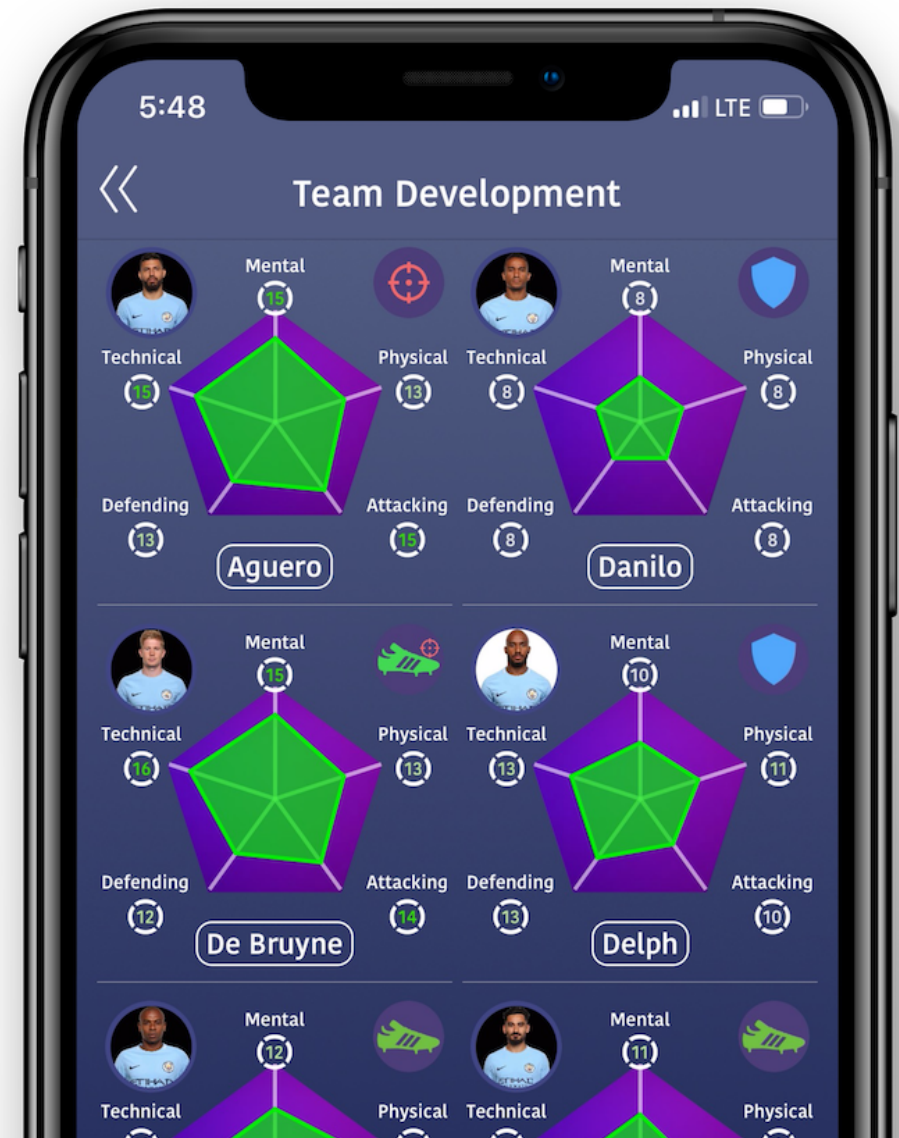 5:48
LTE
Team Development
Mental
15
Technical
15
Physical
13
Defending
13
Attacking
15
Aguero
Mental
8
Technical
8
Physical
8
Defending
8
Attacking
8
Danilo
Mental
15
Technical
16
Physical
13
Defending
12
Attacking
14
De Bruyne
Mental
10
Technical
13
Physical
11
Defending
13
Attacking
10
Delph
Mental
12
Technical
Physical
Mental
11
Technical
Physical